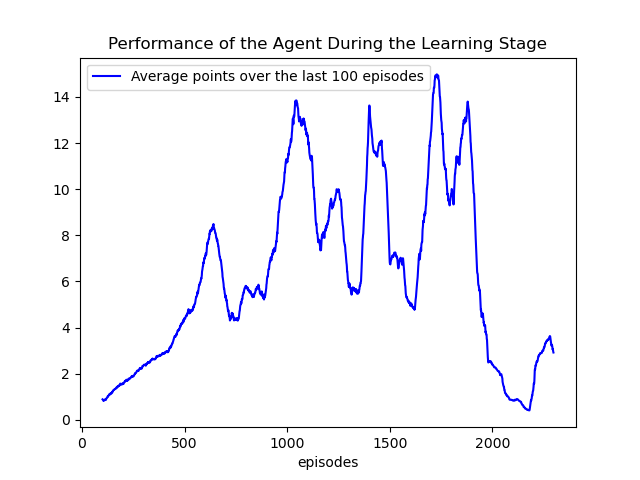 Performance of the Agent During the Learning Stage
Average points over the last 100 episodes
14
12
10
8
6
4
2
0
0 500 1000 1500 2000
episodes